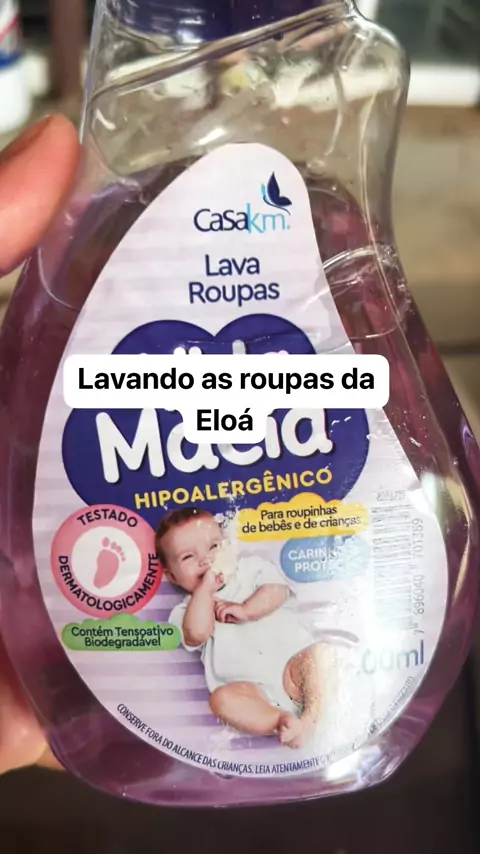 CaSakm.
Lava
Roupas
Lavando as roupas da
Eloá
Macia
HIPOALERGÊNICO
TESTADO
DERMATOLOGICAMENTE
Para roupinhas
de bebês e de crianças
Contém Tensoativo
Biodegradável
CONSERVE FORA DO ALCANCE DAS CRIANÇAS. LEIA ATENTAMENTE